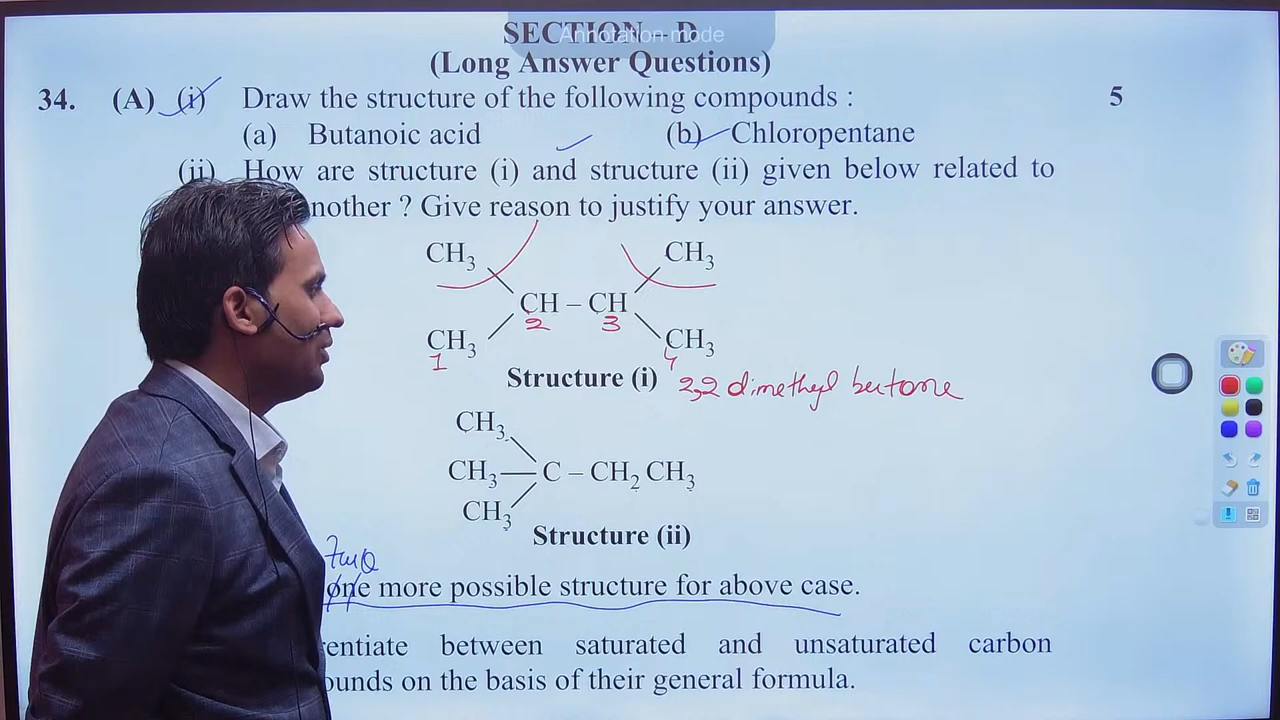 SECTION – D
Annotation mode
(Long Answer Questions)
34. (A) (i) Draw the structure of the following compounds : 5
(a) Butanoic acid (b) Chloropentane
(ii) How are structure (i) and structure (ii) given below related to
nother ? Give reason to justify your answer.
CH3 CH3
CH – CH
2 3
CH3 CH3
1 4
Structure (i) 2,2 dimethyl butone
CH3
CH3 — C – CH2 CH3
CH3
Structure (ii)
one more possible structure for above case.
rentiate between saturated and unsaturated carbon
ounds on the basis of their general formula.